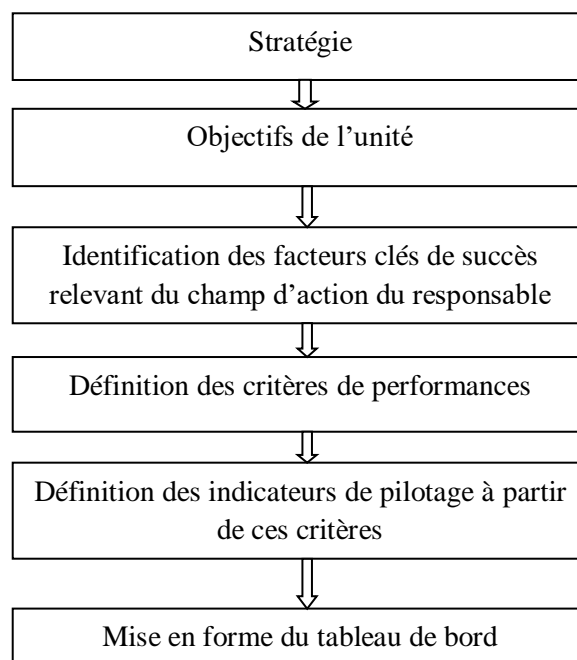 Stratégie
Objectifs de l’unité
Identification des facteurs clés de succès
relevant du champ d’action du responsable
Définition des critères de performances
Définition des indicateurs de pilotage à partir
de ces critères
Mise en forme du tableau de bord